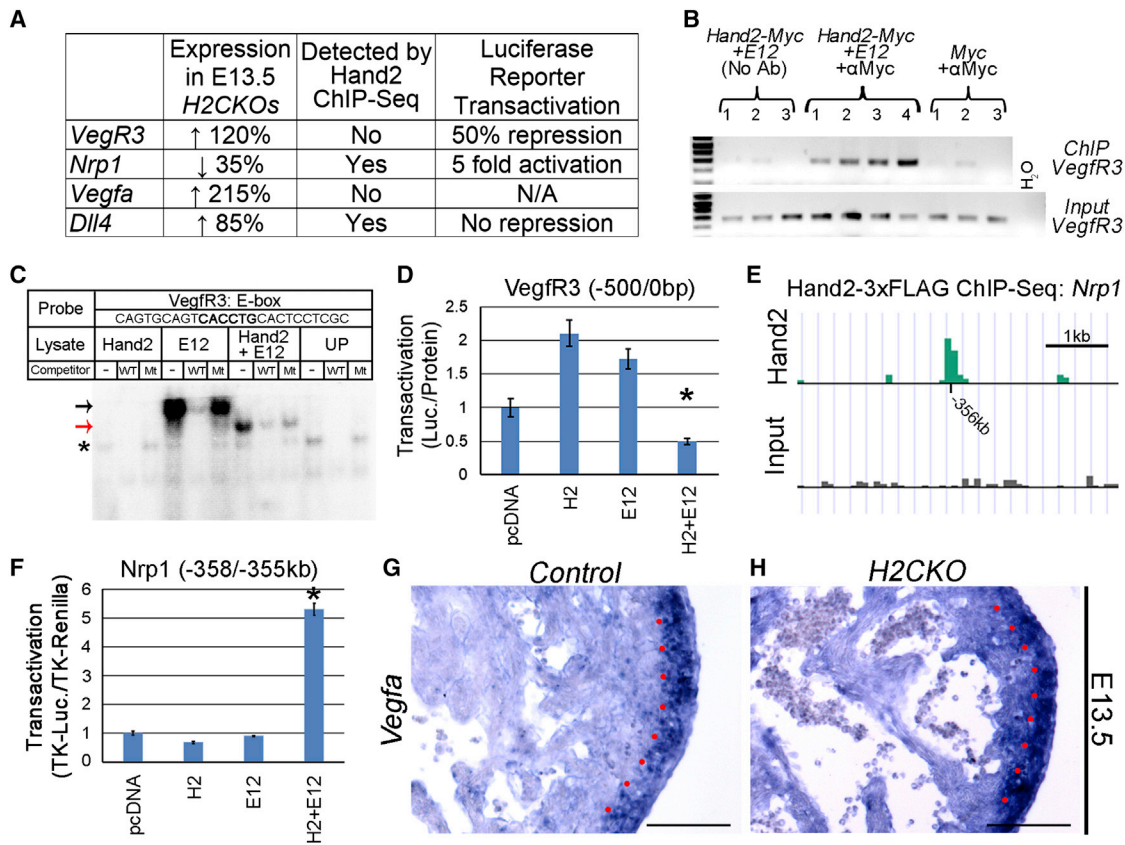 A
Expression in E13.5 H2CKOs
Detected by Hand2 ChIP-Seq
Luciferase Reporter Transactivation
VegR3 ↑ 120% No 50% repression
Nrp1 ↓ 35% Yes 5 fold activation
Vegfa ↑ 215% No N/A
Dll4 ↑ 85% Yes No repression
B
Hand2-Myc +E12 (No Ab)
Hand2-Myc +E12 +αMyc
Myc +αMyc
1 2 3 1 2 3 4 1 2 3
H2O
ChIP VegfR3
Input VegfR3
C
Probe
VegfR3: E-box
CAGTGCAGTCACCTGCACTCCTCGC
Lysate Hand2 E12 Hand2 + E12 UP
Competitor - WT Mt - WT Mt - WT Mt - WT Mt
→
→
*
D
VegfR3 (-500/0bp)
Transactivation (Luc./Protein)
2.5
2
1.5
1
0.5
0
*
pcDNA H2 E12 H2+E12
E
Hand2-3xFLAG ChIP-Seq: Nrp1
Hand2
1kb
-356kb
Input
F
Nrp1 (-358/-355kb)
Transactivation (TK-Luc./TK-Renilla)
6
5
4
3
2
1
0
*
pcDNA H2 E12 H2+E12
G
Control
Vegfa
H
H2CKO
E13.5